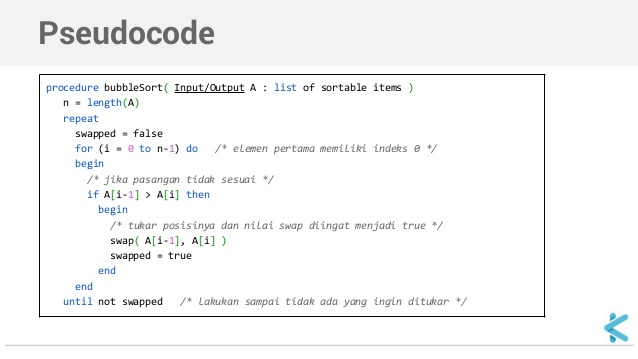 Pseudocode
procedure bubbleSort( Input/Output A : list of sortable items )
n = length(A)
repeat
swapped = false
for (i = 0 to n-1) do /* elemen pertama memiliki indeks 0 */
begin
/* jika pasangan tidak sesuai */
if A[i-1] > A[i] then
begin
/* tukar posisinya dan nilai swap diingat menjadi true */
swap( A[i-1], A[i] )
swapped = true
end
end
until not swapped /* lakukan sampai tidak ada yang ingin ditukar */